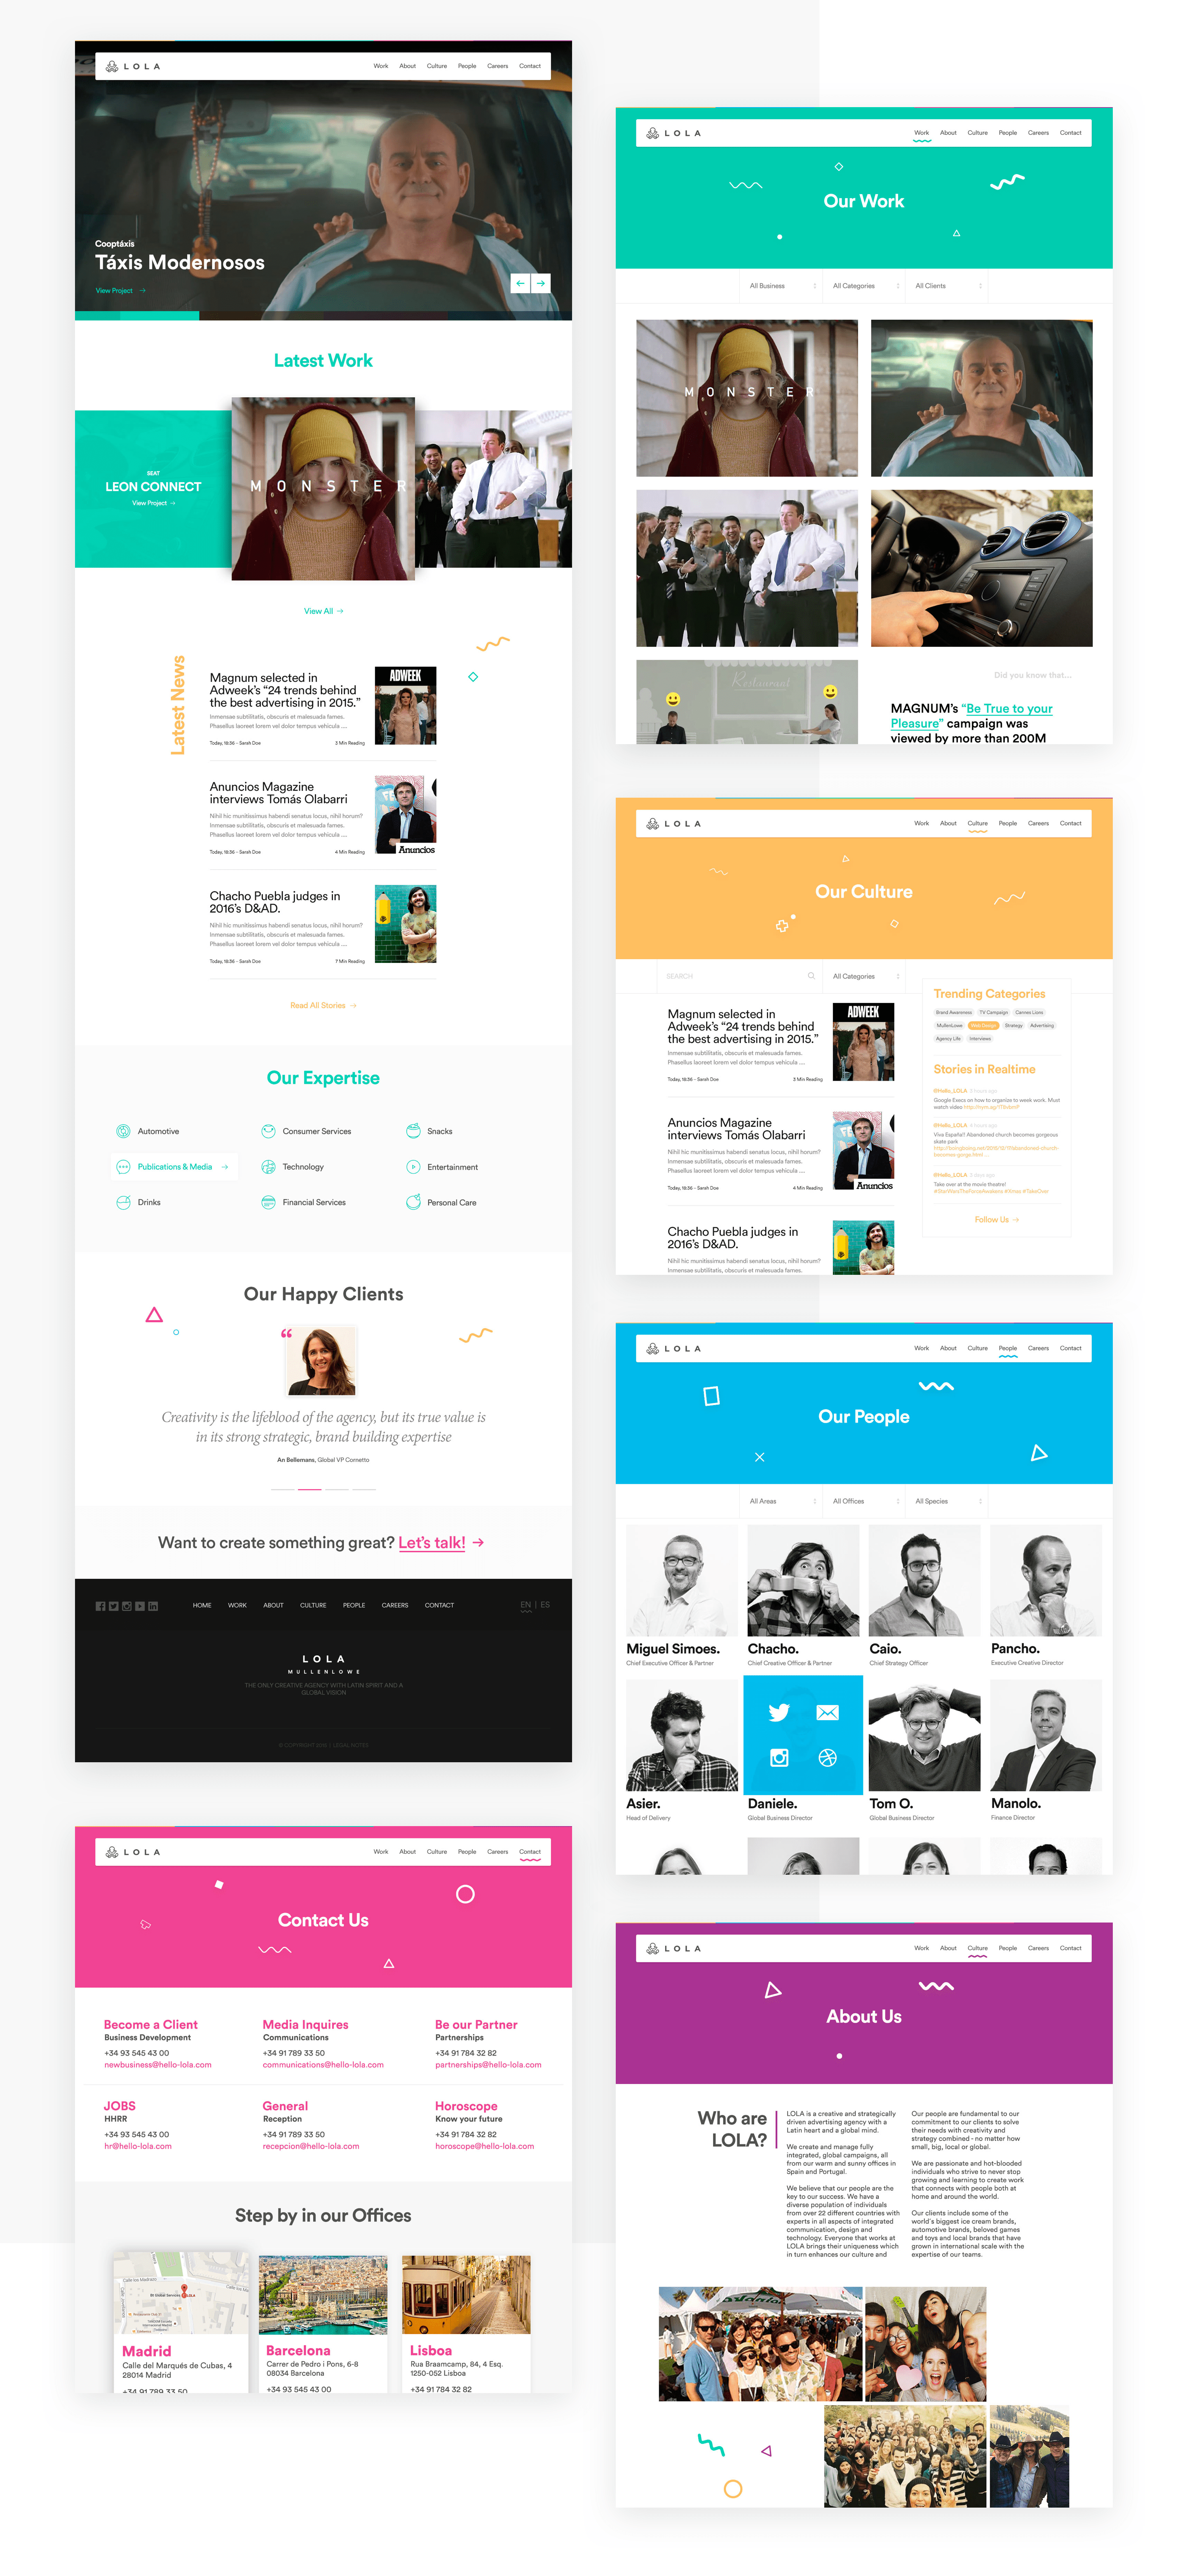 LOLA
Work About Culture People Careers Contact
Cooptáxis
Táxis Modernosos
View Project →
Latest Work
SEAT
LEON CONNECT
View Project →
MONSTER
View All →
Latest News
Magnum selected in
Adweek's “24 trends behind
the best advertising in 2015.”
Inmensae subtilitatis, obscuris et malesuada fames.
Phasellus laoreet lorem vel dolor tempus vehicula ....
Today, 18:36 – Sarah Doe 3 Min Reading
ADWEEK
Anuncios Magazine
interviews Tomás Olabarri
Nihil hic munitissimus habendi senatus locus, nihil horum?
Inmensae subtilitatis, obscuris et malesuada fames.
Phasellus laoreet lorem vel dolor tempus vehicula ....
Today, 18:36 – Sarah Doe 4 Min Reading
Anuncios
Chacho Puebla judges in
2016's D&AD.
Nihil hic munitissimus habendi senatus locus, nihil horum?
Inmensae subtilitatis, obscuris et malesuada fames.
Phasellus laoreet lorem vel dolor tempus vehicula ....
Today, 18:36 – Sarah Doe 7 Min Reading
Read All Stories →
Our Expertise
Automotive
Consumer Services
Snacks
Publications & Media →
Technology
Entertainment
Drinks
Financial Services
Personal Care
Our Happy Clients
“
Creativity is the lifeblood of the agency, but its true value is
in its strong strategic, brand building expertise
An Bellemans, Global VP Cornetto
Want to create something great? Let's talk! →
HOME WORK ABOUT CULTURE PEOPLE CAREERS CONTACT
EN | ES
LOLA
MULLENLOWE
THE ONLY CREATIVE AGENCY WITH LATIN SPIRIT AND A
GLOBAL VISION
LOLA
Work About Culture People Careers Contact
Contact Us
Become a Client
Business Development
+34 93 545 43 00
newbusiness@hello-lola.com
Media Inquires
Communications
+34 91 789 33 50
communications@hello-lola.com
Be our Partner
Partnerships
+34 91 784 32 82
partnerships@hello-lola.com
JOBS
HHRR
+34 93 545 43 00
hr@hello-lola.com
General
Reception
+34 91 789 33 50
recepcion@hello-lola.com
Horoscope
Know your future
+34 91 784 32 82
horoscope@hello-lola.com
Step by in our Offices
Madrid
Calle del Marqués de Cubas, 4
28014 Madrid
+34 91 789 33 50
Barcelona
Carrer de Pedro i Pons, 6-8
08034 Barcelona
+34 93 545 43 00
Lisboa
Rua Braamcamp, 84, 4 Esq.
1250-052 Lisboa
+34 91 784 32 82
LOLA
Work About Culture People Careers Contact
Our Work
All Business All Categories All Clients
MONSTER
Restaurant
Did you know that...
MAGNUM's “Be True to your
Pleasure” campaign was
viewed by more than 200M
LOLA
Work About Culture People Careers Contact
Our Culture
SEARCH
All Categories
Magnum selected in
Adweek's “24 trends behind
the best advertising in 2015.”
Inmensae subtilitatis, obscuris et malesuada fames.
Phasellus laoreet lorem vel dolor tempus vehicula ....
Today, 18:36 – Sarah Doe 3 Min Reading
ADWEEK
Anuncios Magazine
interviews Tomás Olabarri
Nihil hic munitissimus habendi senatus locus, nihil horum?
Inmensae subtilitatis, obscuris et malesuada fames.
Phasellus laoreet lorem vel dolor tempus vehicula ....
Today, 18:36 – Sarah Doe 4 Min Reading
Anuncios
Chacho Puebla judges in
2016's D&AD.
Nihil hic munitissimus habendi senatus locus, nihil horum?
Inmensae subtilitatis, obscuris et malesuada fames.
Trending Categories
Brand Awareness TV Campaign Cannes Lions
MullenLowe Web Design Strategy Advertising
Agency Life Interviews
Stories in Realtime
@Hello_LOLA
Google Execs on how to organize to week work. Must
watch video
@Hello_LOLA
Viva España!! Abandoned church becomes gorgeous
skate park
@Hello_LOLA 2 days ago
Take over at the movie theatre!
Follow Us →
LOLA
Work About Culture People Careers Contact
Our People
All Areas All Offices All Species
Miguel Simoes.
Chief Executive Officer & Partner
Chacho.
Chief Creative Officer & Partner
Caio.
Chief Strategy Officer
Pancho.
Executive Creative Director
Asier.
Head of Delivery
Daniele.
Global Business Director
Tom O.
Global Business Director
Manolo.
Finance Director
LOLA
Work About Culture People Careers Contact
About Us
Who are
LOLA?
LOLA is a creative and strategically
driven advertising agency with a
Latin heart and a global mind.
We create and manage fully
integrated, global campaigns, all
from our warm and sunny offices in
Spain and Portugal.
We believe that our people are the
key to our success. We have a
diverse population of individuals
from over 22 different countries with
experts in all aspects of integrated
communication, design and
technology. Everyone that works at
LOLA brings their uniqueness which
in turn enhances our culture and
Our people are fundamental to our
commitment to our clients to solve
their needs with creativity and
strategy combined - no matter how
small, big, local or global.
We are passionate and hot-blooded
individuals who strive to never stop
growing and learning to create work
that connects with people both at
home and around the world.
Our clients include some of the
world's biggest ice cream brands,
automotive brands, beloved games
and toys and local brands that have
grown in international scale with the
expertise of our teams.